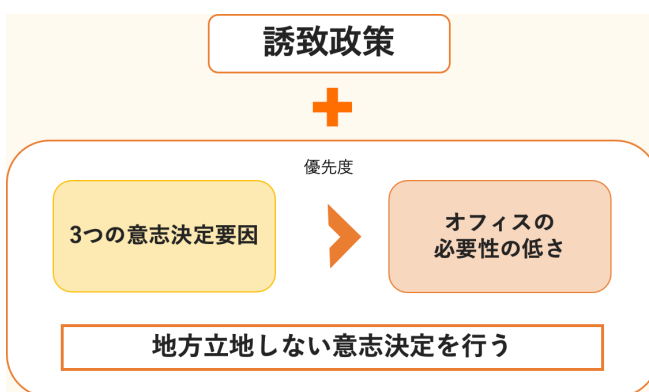 誘致政策
優先度
3つの意志決定要因
オフィスの
必要性の低さ
地方立地しない意志決定を行う